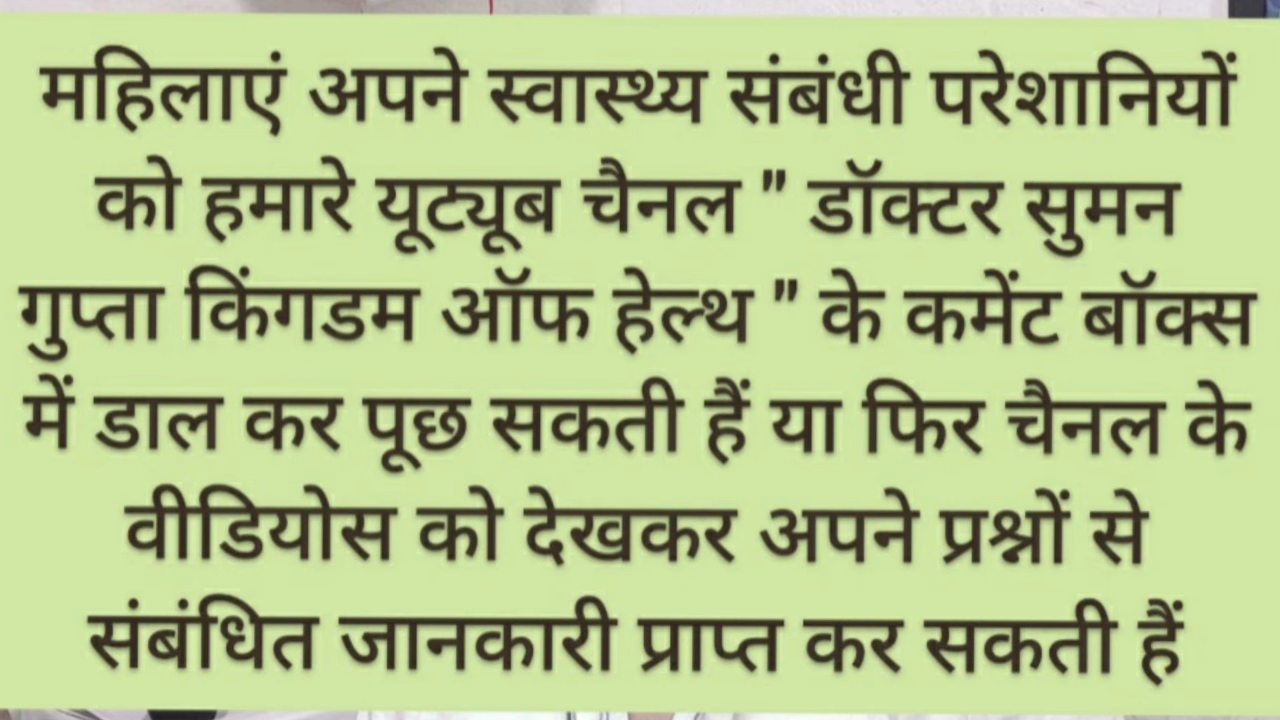 महिलाएं अपने स्वास्थ्य संबंधी परेशानियों
को हमारे यूट्यूब चैनल " डॉक्टर सुमन
गुप्ता किंगडम ऑफ हेल्थ " के कमेंट बॉक्स
में डाल कर पूछ सकती हैं या फिर चैनल के
वीडियोस को देखकर अपने प्रश्नों से
संबंधित जानकारी प्राप्त कर सकती हैं